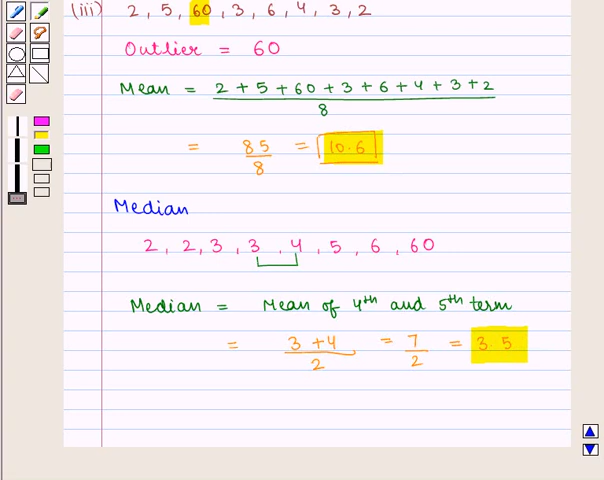 (iii) 2, 5, 60, 3, 6, 4, 3, 2
Outlier = 60
Mean = 2 + 5 + 60 + 3 + 6 + 4 + 3 + 2
8
= 85 = 10.6
8
Median
2, 2, 3, 3, 4, 5, 6, 60
Median = Mean of 4th and 5th term
= 3 + 4 = 7 = 3.5
2 2